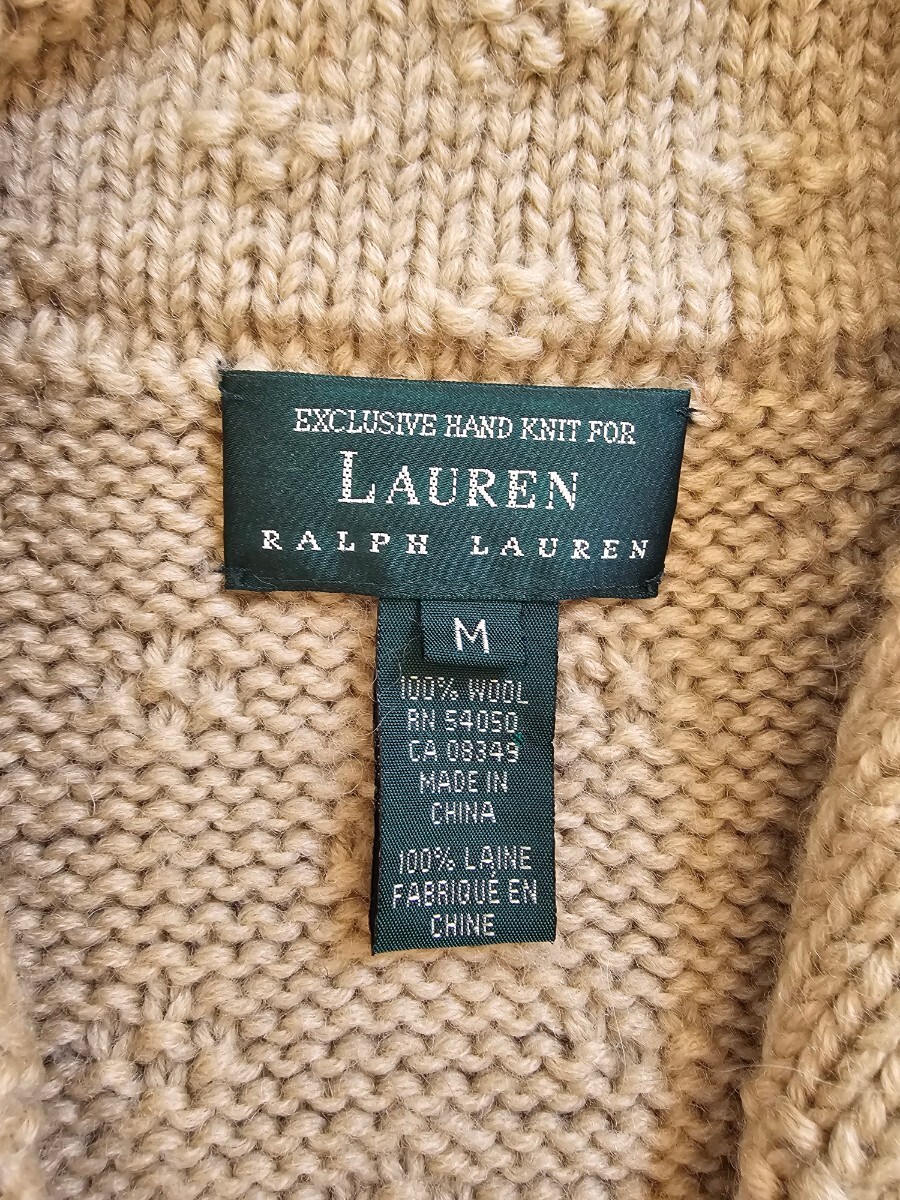 EXCLUSIVE HAND KNIT FOR
LAUREN
RALPH LAUREN
M
100% WOOL
RN 54050
CA 08349
MADE IN
CHINA
100% LAINE
FABRIQUÉ EN
CHINE